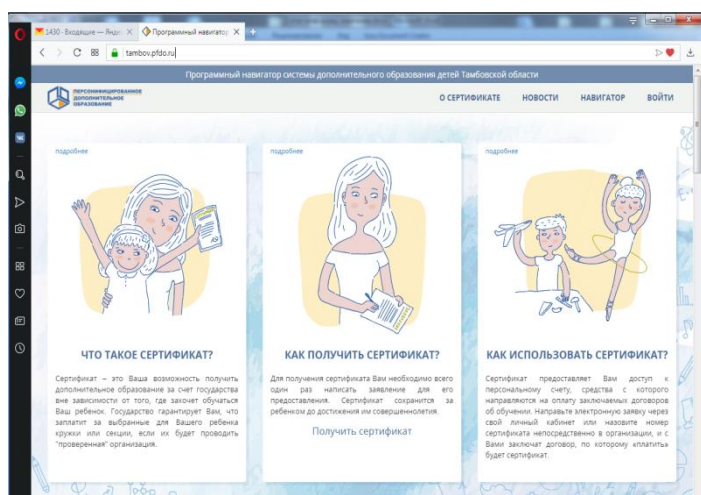 1430 · Входящие — Янде
Программный навигатор
tambov.pfdo.ru
Программный навигатор системы дополнительного образования детей Тамбовской области
ПЕРСОНИФИЦИРОВАННОЕ
ДОПОЛНИТЕЛЬНОЕ
ОБРАЗОВАНИЕ
О СЕРТИФИКАТЕ НОВОСТИ НАВИГАТОР ВОЙТИ
подробнее
ЧТО ТАКОЕ СЕРТИФИКАТ?
Сертификат – это Ваша возможность получить
дополнительное образование за счет государства
вне зависимости от того, где захочет обучаться
Ваш ребенок. Государство гарантирует Вам, что
заплатит за выбранные для Вашего ребенка
кружки или секции, если их будет проводить
"проверенная" организация.
подробнее
КАК ПОЛУЧИТЬ СЕРТИФИКАТ?
Для получения сертификата Вам необходимо всего
один раз написать заявление для его
предоставления. Сертификат сохранится за
ребенком до достижения им совершеннолетия.
Получить сертификат
подробнее
КАК ИСПОЛЬЗОВАТЬ СЕРТИФИКАТ?
Сертификат предоставляет Вам доступ к
персональному счету, средства с которого
направляются на оплату заключаемых договоров
об обучении. Направьте электронную заявку через
свой личный кабинет или назовите номер
сертификата непосредственно в организации, и с
Вами заключат договор, по которому «платить»
будет сертификат.